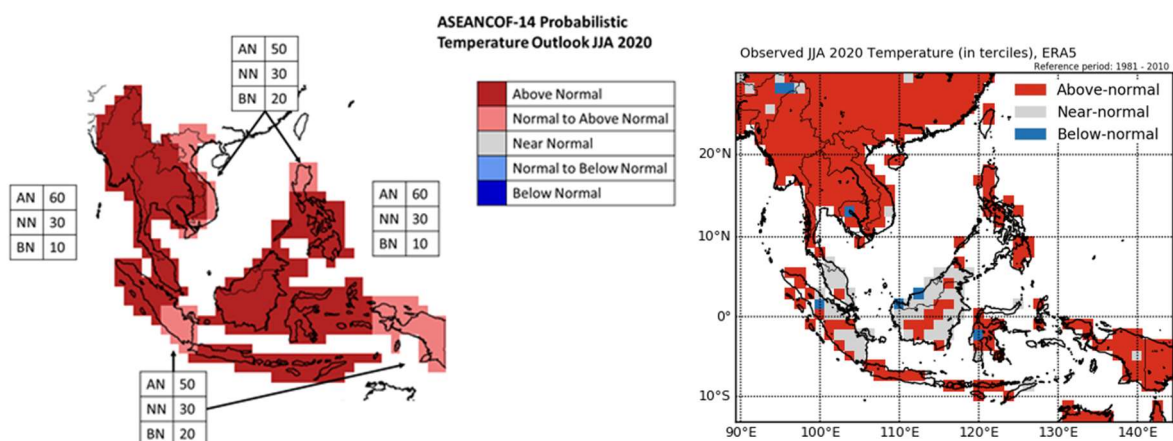 ASEANCOF-14 Probabilistic
Temperature Outlook JJA 2020
AN 50
NN 30
BN 20
Above Normal
Normal to Above Normal
Near Normal
Normal to Below Normal
Below Normal
AN 60
NN 30
BN 10
AN 60
NN 30
BN 10
AN 50
NN 30
BN 20
Observed JJA 2020 Temperature (in terciles), ERA5
Reference period: 1981 - 2010
Above-normal
Near-normal
Below-normal
20°N
10°N
0°
10°S
90°E 100°E 110°E 120°E 130°E 140°E